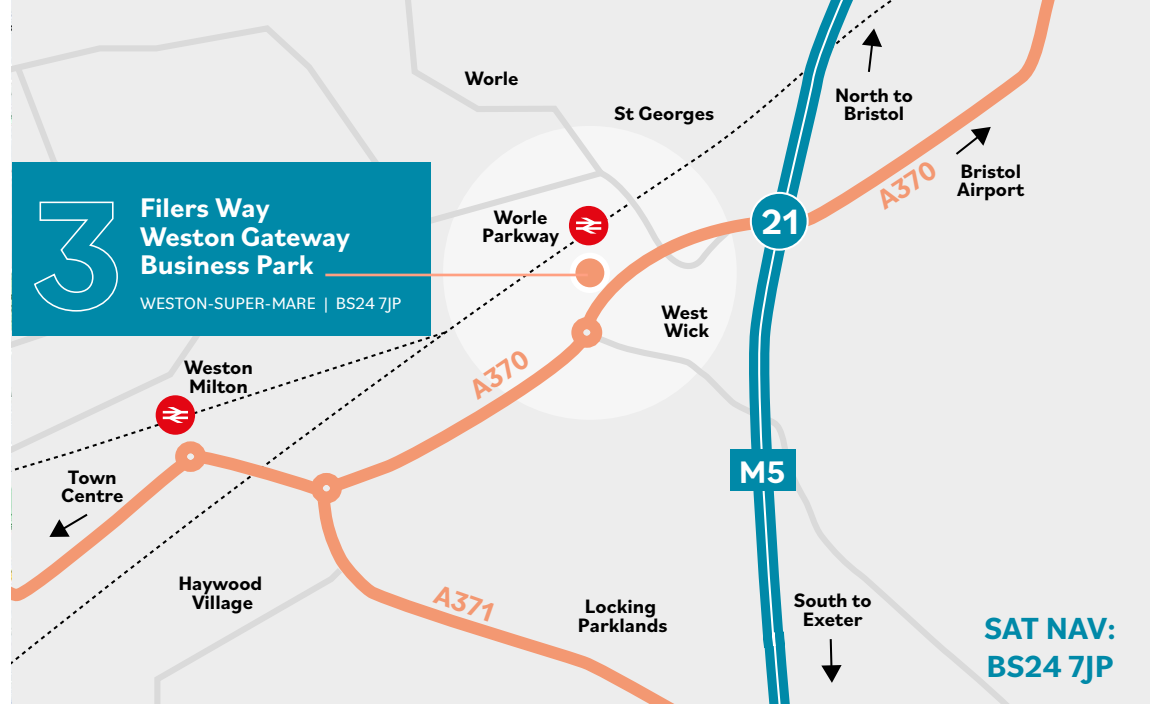 Worle
St Georges
North to
Bristol
Bristol
Airport
A370
3
Filers Way
Weston Gateway
Business Park
WESTON-SUPER-MARE | BS24 7JP
Worle
Parkway
21
West
Wick
A370
Weston
Milton
M5
Town
Centre
Haywood
Village
A371
Locking
Parklands
South to
Exeter
SAT NAV:
BS24 7JP